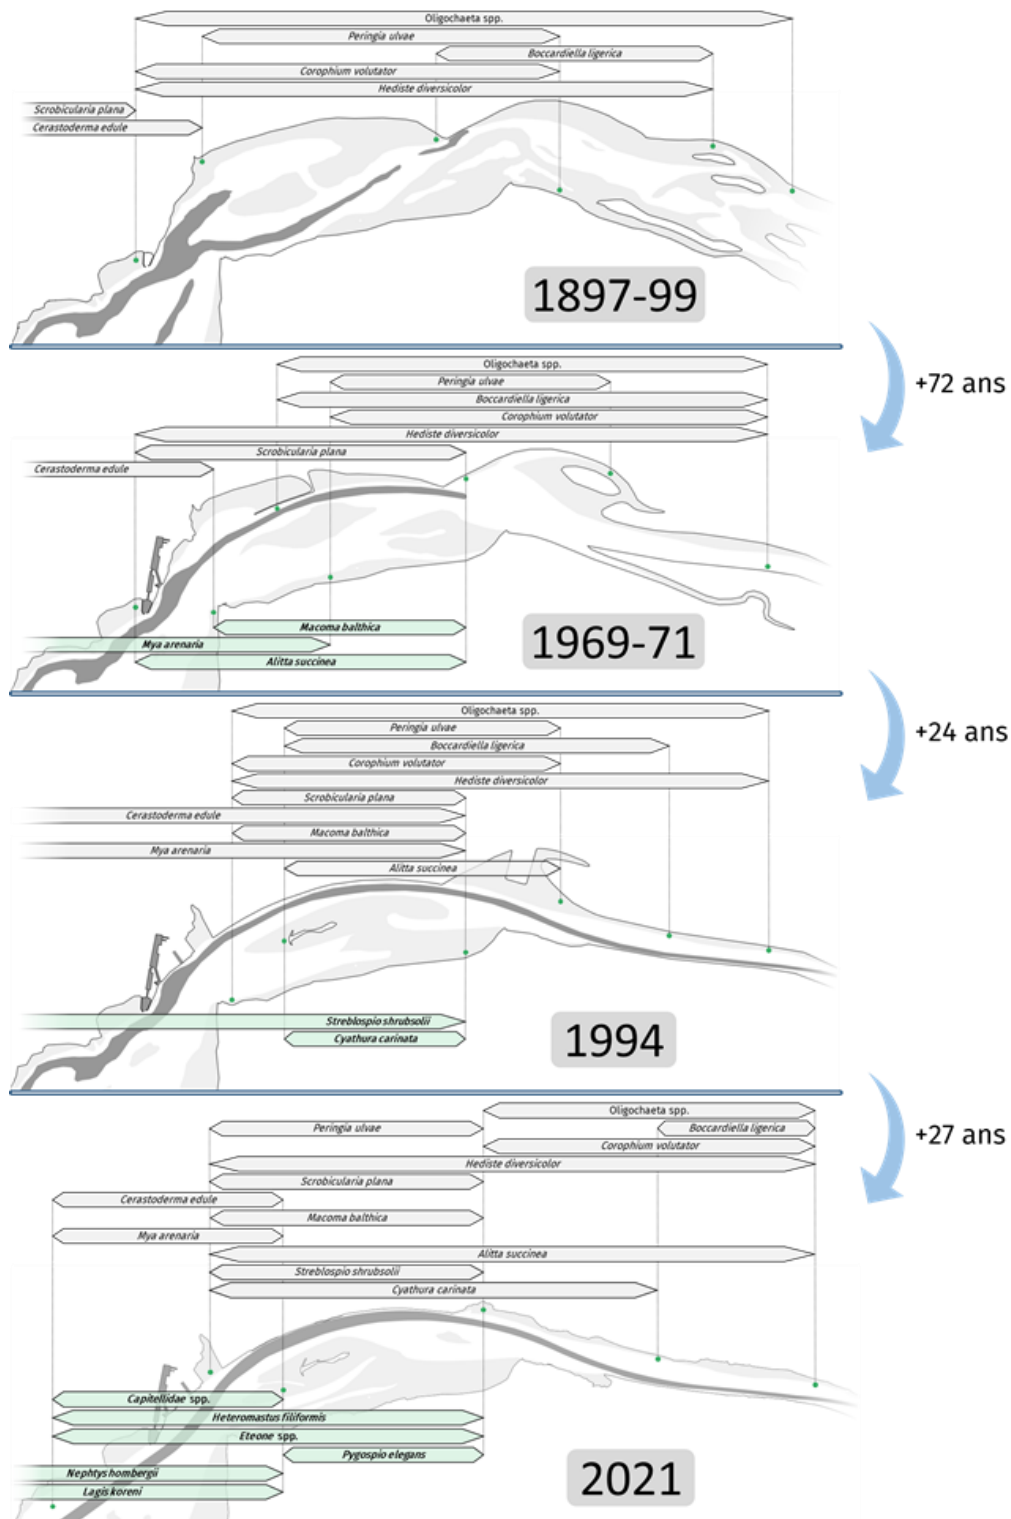 Oligochaeta spp.
Peringia ulvae
Boccardiella ligerica
Corophium volutator
Hediste diversicolor
Scrobicularia plana
Cerastoderma edule
1897-99
+72 ans
Oligochaeta spp.
Peringia ulvae
Boccardiella ligerica
Corophium volutator
Hediste diversicolor
Scrobicularia plana
Cerastoderma edule
Macoma balthica
Mya arenaria
Alitta succinea
1969-71
+24 ans
Oligochaeta spp.
Peringia ulvae
Boccardiella ligerica
Corophium volutator
Hediste diversicolor
Scrobicularia plana
Cerastoderma edule
Macoma balthica
Mya arenaria
Alitta succinea
Streblospio shrubsolii
Cyathura carinata
1994
+27 ans
Oligochaeta spp.
Peringia ulvae
Boccardiella ligerica
Corophium volutator
Hediste diversicolor
Scrobicularia plana
Cerastoderma edule
Macoma balthica
Mya arenaria
Alitta succinea
Streblospio shrubsolii
Cyathura carinata
Capitellidae spp.
Heteromastus filiformis
Eteone spp.
Pygospio elegans
Nephtys hombergii
Lagis koreni
2021